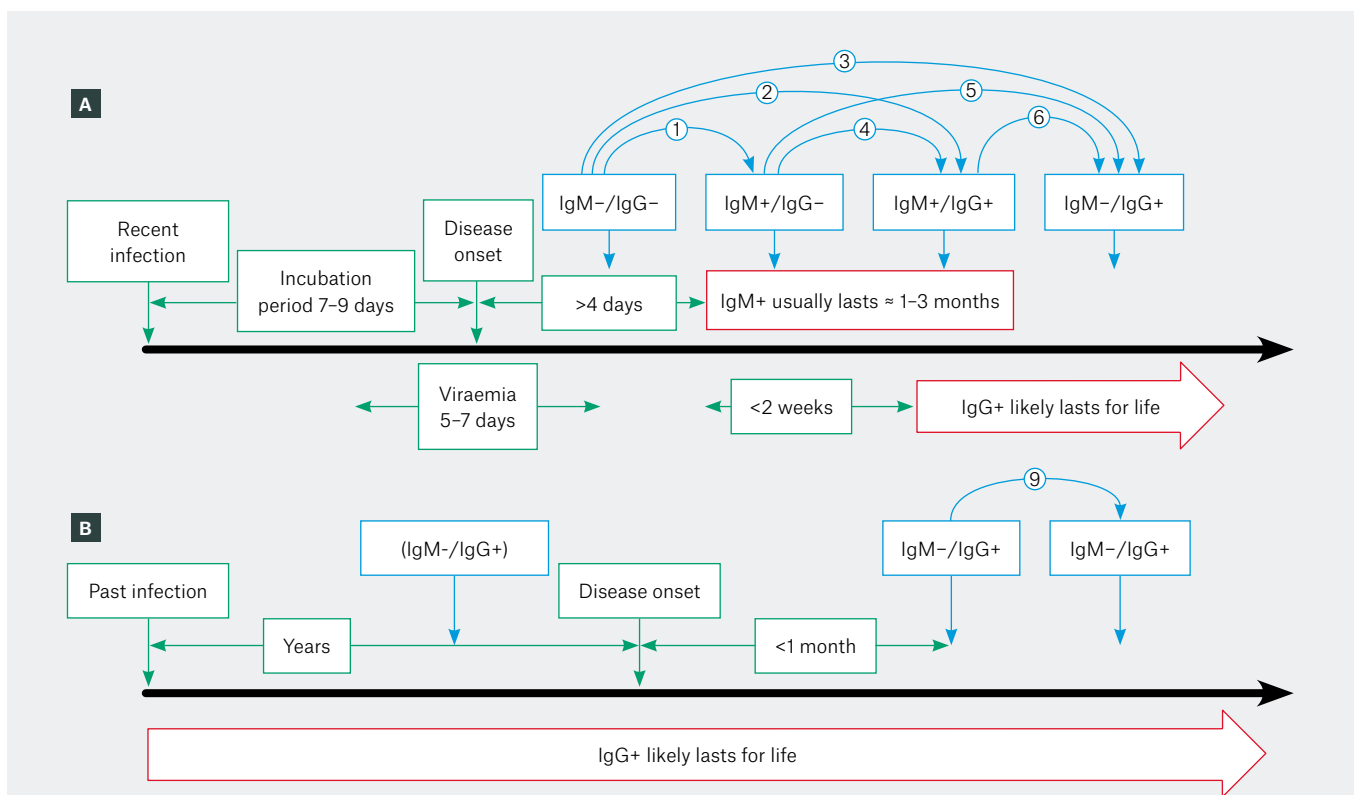 A
3
2
5
1
4
6
IgM−/IgG−
IgM+/IgG−
IgM+/IgG+
IgM−/IgG+
Recent
infection
Disease
onset
Incubation
period 7–9 days
>4 days
IgM+ usually lasts ≈ 1–3 months
Viraemia
5–7 days
<2 weeks
IgG+ likely lasts for life
B
9
(IgM-/IgG+)
IgM−/IgG+
IgM−/IgG+
Past infection
Disease onset
Years
<1 month
IgG+ likely lasts for life